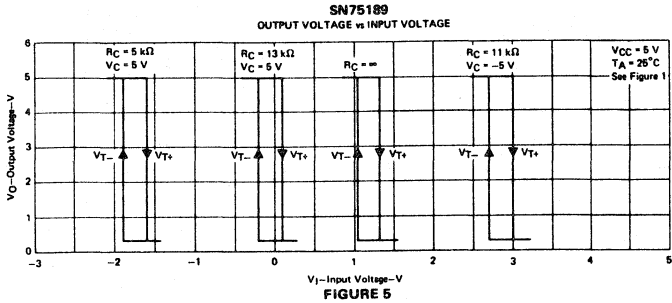 SN75189
OUTPUT VOLTAGE vs INPUT VOLTAGE
RC = 5 kΩ
VC = 5 V
RC = 13 kΩ
VC = 5 V
RC = ∞
RC = 11 kΩ
VC = −5 V
VCC = 5 V
TA = 25°C
See Figure 1
VO−Output Voltage−V
6
5
4
3
2
1
0
VT− VT+
VT− VT+
VT− VT+
VT− VT+
−3 −2 −1 0 1 2 3 4 5
VI−Input Voltage−V
FIGURE 5